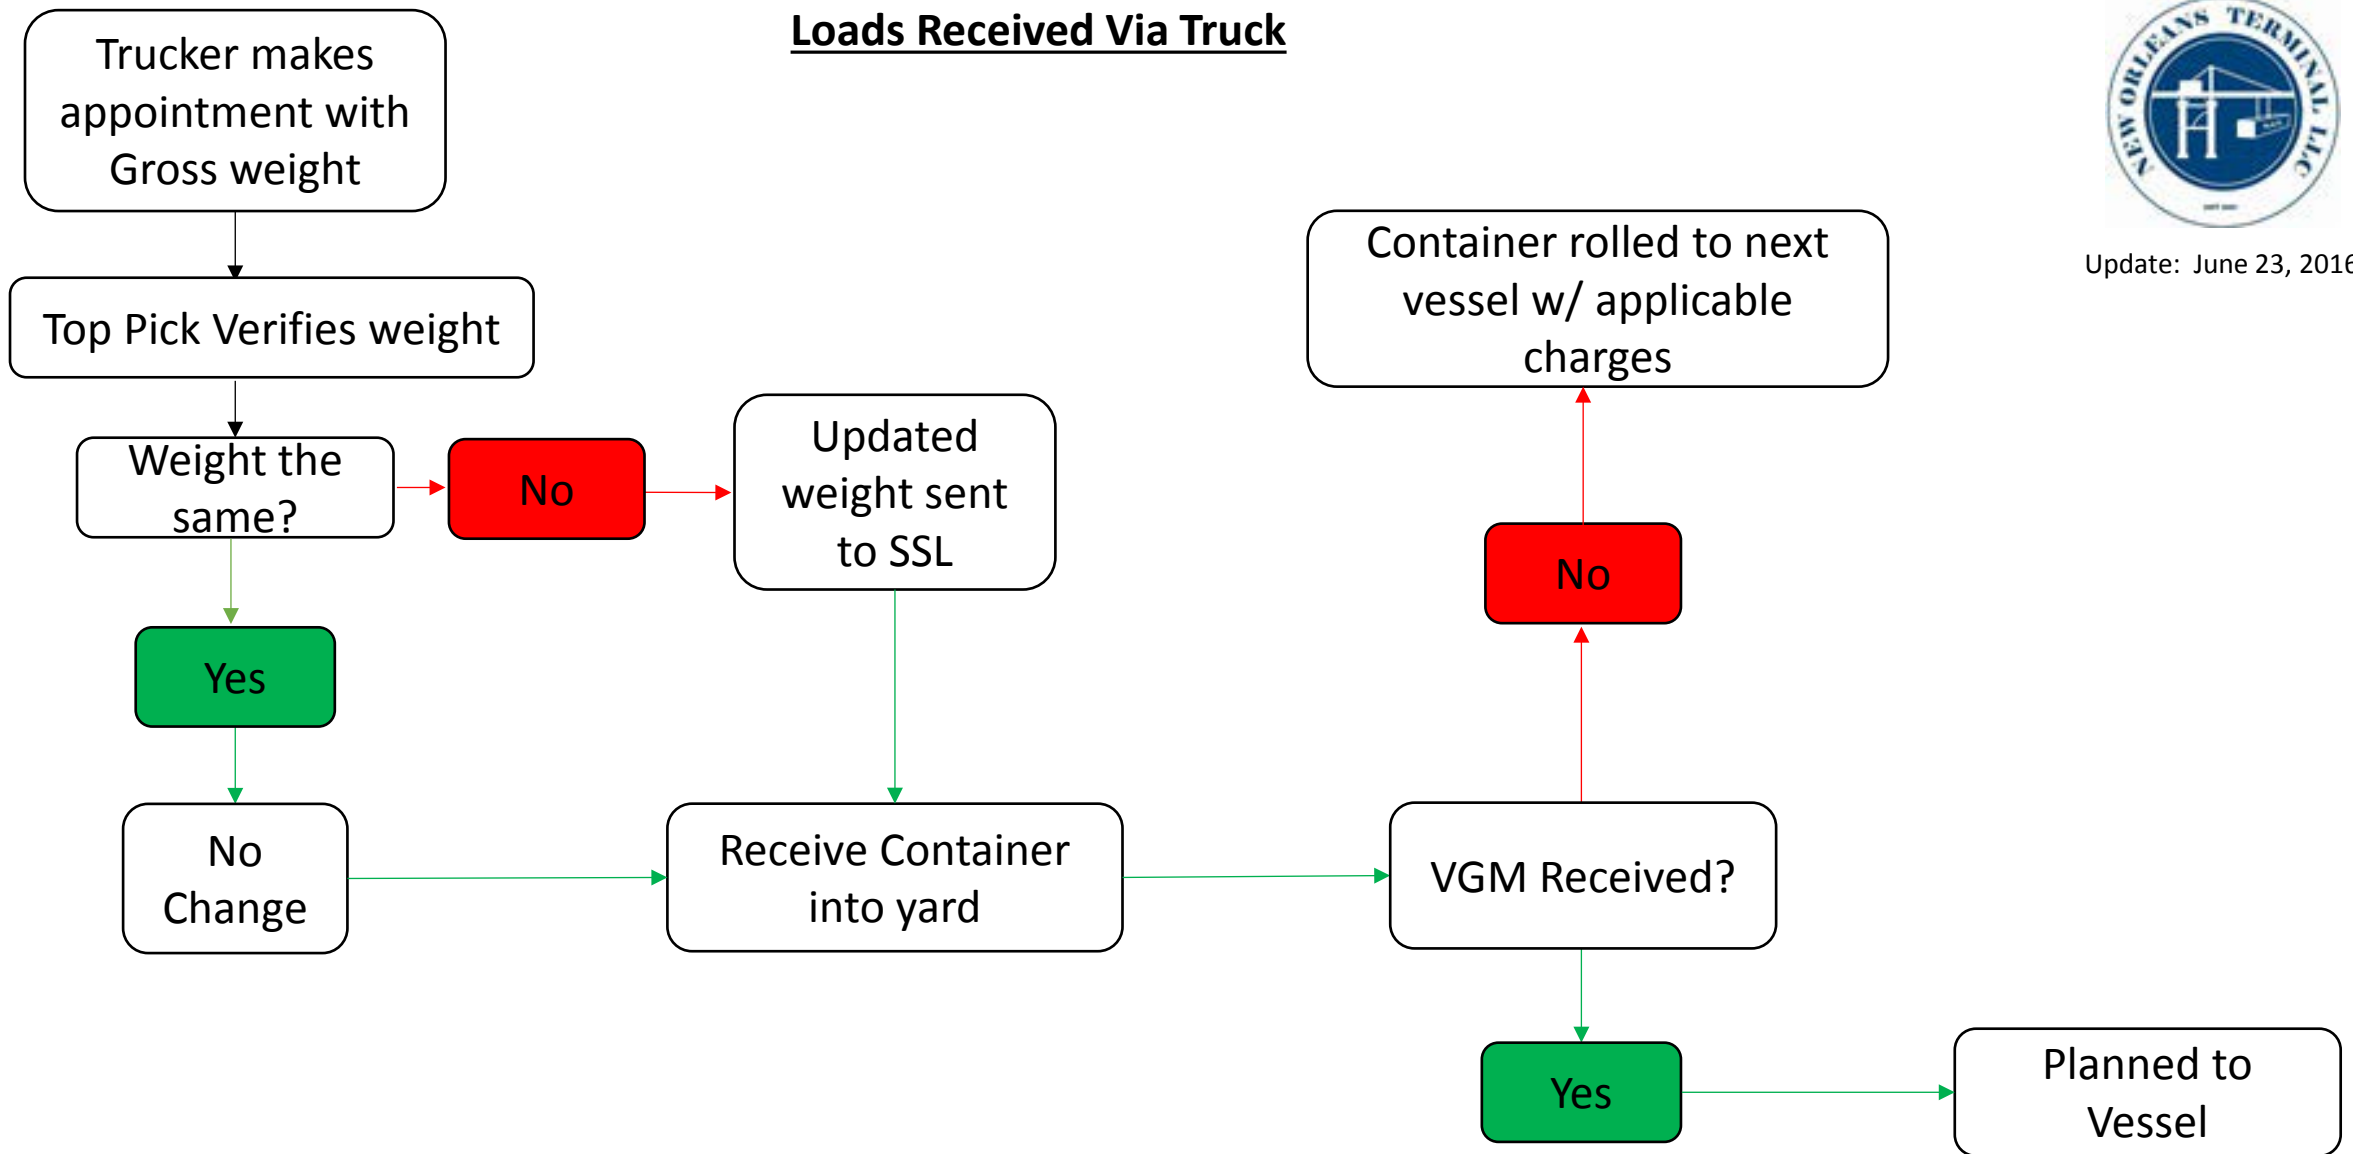 Loads Received Via Truck
NEW ORLEANS TERMINAL LLC
Update: June 23, 2016
Trucker makes
appointment with
Gross weight
Top Pick Verifies weight
Weight the
same?
No
Updated
weight sent
to SSL
Yes
No
Change
Receive Container
into yard
VGM Received?
No
Container rolled to next
vessel w/ applicable
charges
Yes
Planned to
Vessel